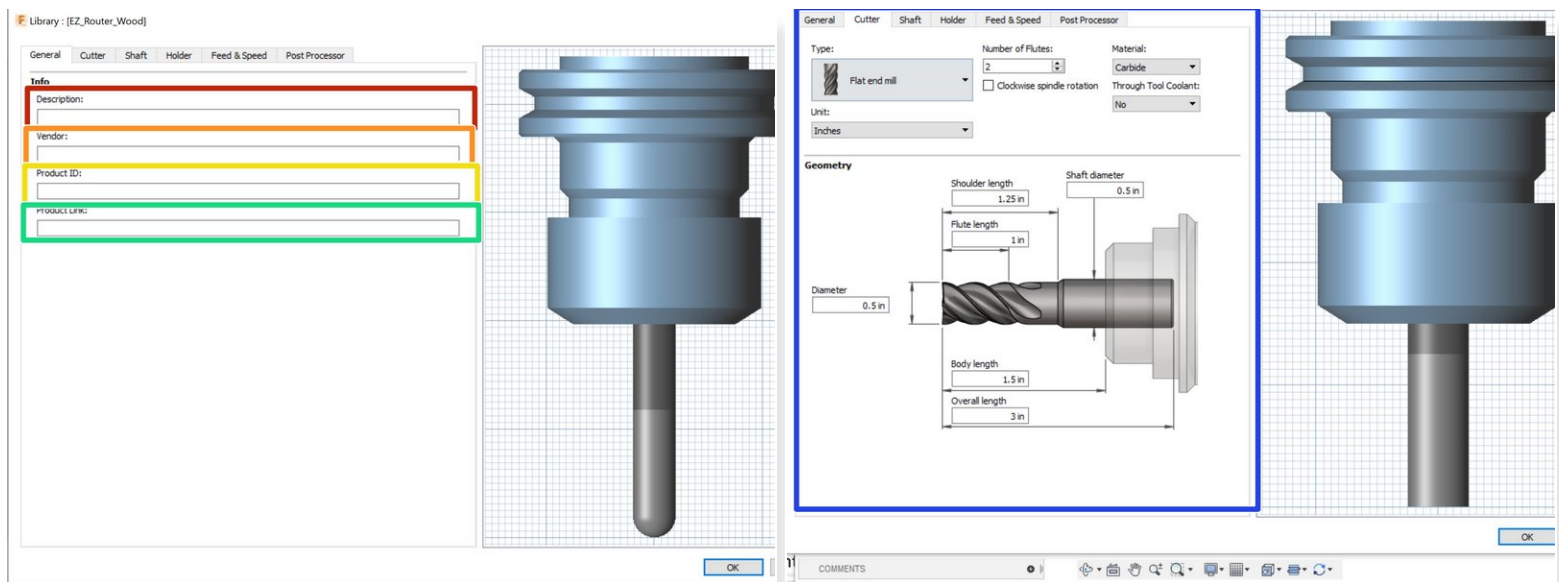 Library : [EZ_Router_Wood]
General Cutter Shaft Holder Feed & Speed Post Processor
Info
Description:
Vendor:
Product ID:
Product Link:
OK
General Cutter Shaft Holder Feed & Speed Post Processor
Type:
Number of Flutes:
Material:
Flat end mill
2
Carbide
Clockwise spindle rotation
Through Tool Coolant:
No
Unit:
Inches
Geometry
Shoulder length
1.25 in
Shaft diameter
0.5 in
Flute length
1 in
Diameter
0.5 in
Body length
1.5 in
Overall length
3 in
OK
COMMENTS